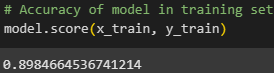 # Accuracy of model in training set
model.score(x_train, y_train)
0.8984664536741214